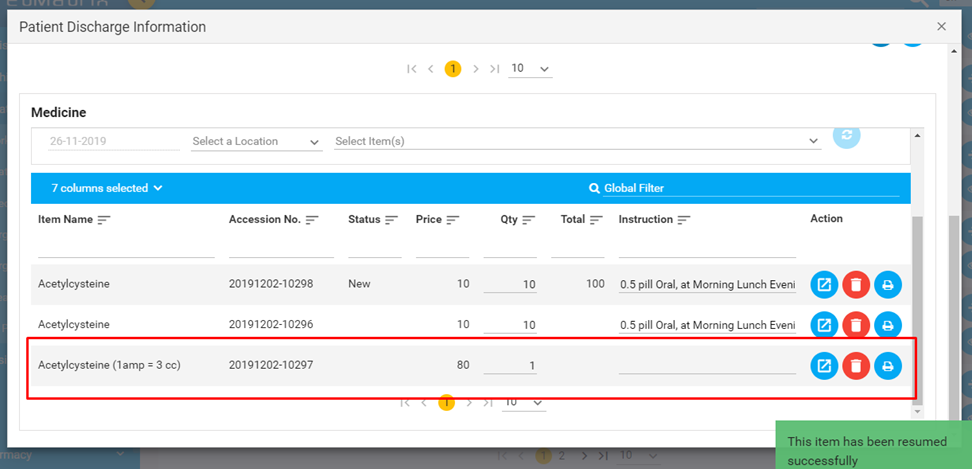 Patient Discharge Information
1 10
Medicine
26-11-2019 Select a Location Select Item(s)
7 columns selected Global Filter
Item Name Accession No. Status Price Qty Total Instruction Action
Acetylcysteine 20191202-10298 New 10 10 100 0.5 pill Oral, at Morning Lunch Eveni
Acetylcysteine 20191202-10296 10 10 0.5 pill Oral, at Morning Lunch Eveni
Acetylcysteine (1amp = 3 cc) 20191202-10297 80 1
1 10
This item has been resumed
successfully
rmacy 1 2 10